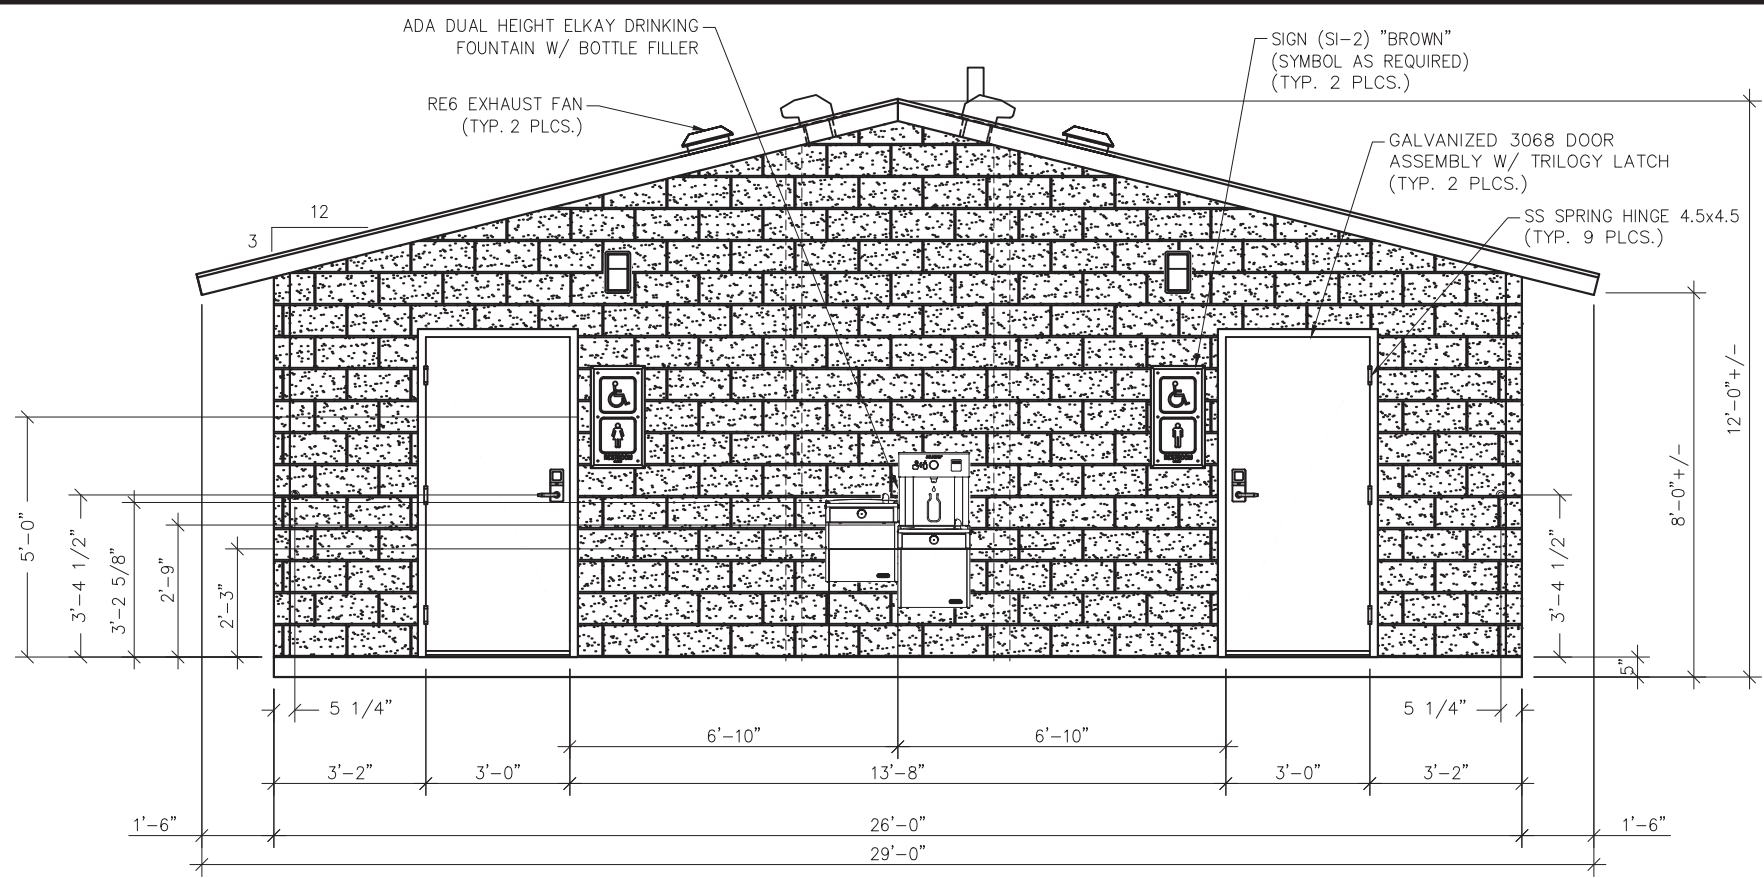 ADA DUAL HEIGHT ELKAY DRINKING
FOUNTAIN W/ BOTTLE FILLER
RE6 EXHAUST FAN
(TYP. 2 PLCS.)
SIGN (SI-2) "BROWN"
(SYMBOL AS REQUIRED)
(TYP. 2 PLCS.)
GALVANIZED 3068 DOOR
ASSEMBLY W/ TRILOGY LATCH
(TYP. 2 PLCS.)
SS SPRING HINGE 4.5x4.5
(TYP. 9 PLCS.)
12
3
5'-0"
3'-4 1/2"
3'-2 5/8"
2'-9"
2'-3"
3'-4 1/2"
5"
8'-0"+/-
12'-0"+/-
5 1/4"
5 1/4"
6'-10"
6'-10"
3'-2"
3'-0"
13'-8"
3'-0"
3'-2"
1'-6"
26'-0"
1'-6"
29'-0"